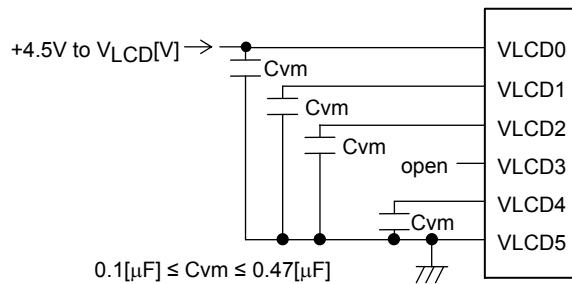 +4.5V to VLCD[V]
VLCD0
Cvm
VLCD1
Cvm
VLCD2
Cvm
open
VLCD3
VLCD4
Cvm
VLCD5
0.1[μF] ≤ Cvm ≤ 0.47[μF]